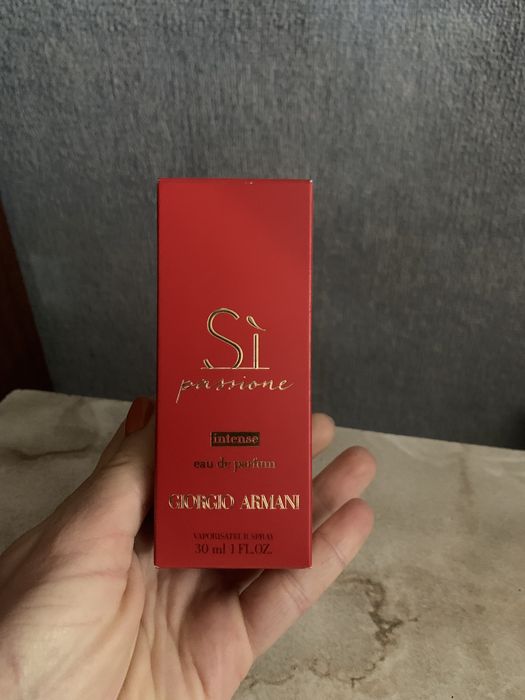 Sì
passione
intense
eau de parfum
GIORGIO ARMANI
VAPORISATEUR SPRAY
30 ml 1 FL.OZ.